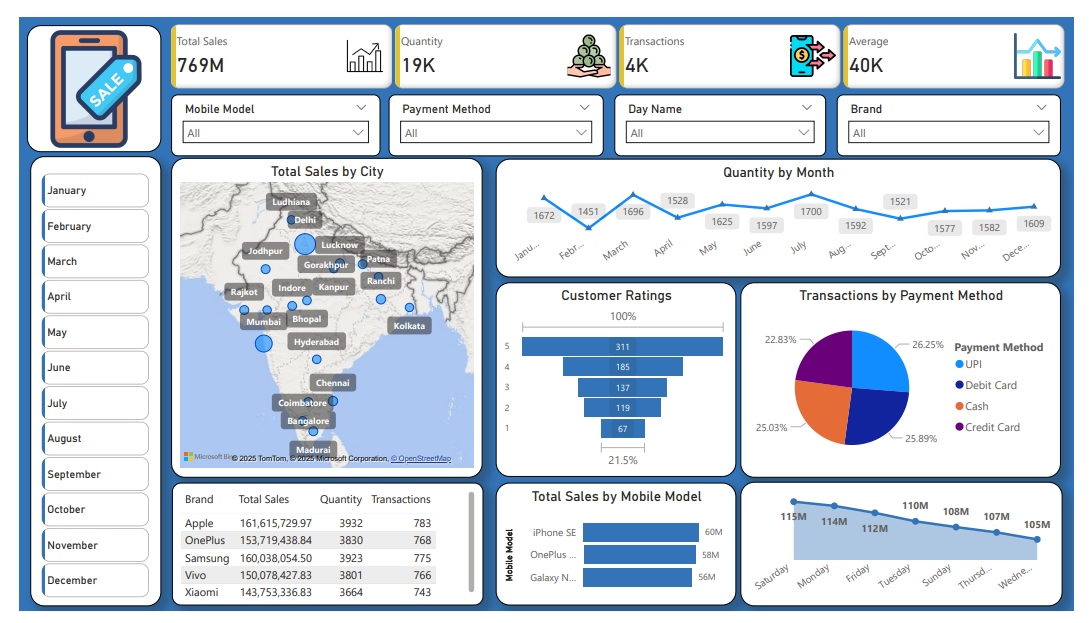 SALE
Total Sales
769M
Quantity
19K
Transactions
4K
Average
40K
Mobile Model
All
Payment Method
All
Day Name
All
Brand
All
January
February
March
April
May
June
July
August
September
October
November
December
Total Sales by City
Ludhiana
Delhi
Lucknow
Jodhpur
Gorakhpur
Patna
Ranchi
Rajkot
Indore
Kanpur
Mumbai
Bhopal
Kolkata
Hyderabad
Chennai
Coimbatore
Bangalore
Madurai
Microsoft Bing
© 2025 TomTom, © 2025 Microsoft Corporation, © OpenStreetMap
Quantity by Month
1672
1451
1696
1528
1625
1597
1700
1592
1521
1577
1582
1609
Janu...
Febr...
March
April
May
June
July
Aug...
Sept...
Octo...
Nov...
Dece...
Customer Ratings
100%
5 311
4 185
3 137
2 119
1 67
21.5%
Transactions by Payment Method
22.83%
26.25%
25.03%
25.89%
Payment Method
UPI
Debit Card
Cash
Credit Card
Brand Total Sales Quantity Transactions
Apple 161,615,729.97 3932 783
OnePlus 153,719,438.84 3830 768
Samsung 160,038,054.50 3923 775
Vivo 150,078,427.83 3801 766
Xiaomi 143,753,336.83 3664 743
Total Sales by Mobile Model
Mobile Model
iPhone SE 60M
OnePlus ... 58M
Galaxy N... 56M
115M
114M
112M
110M
108M
107M
105M
Saturday
Monday
Friday
Tuesday
Sunday
Thursd...
Wedne...